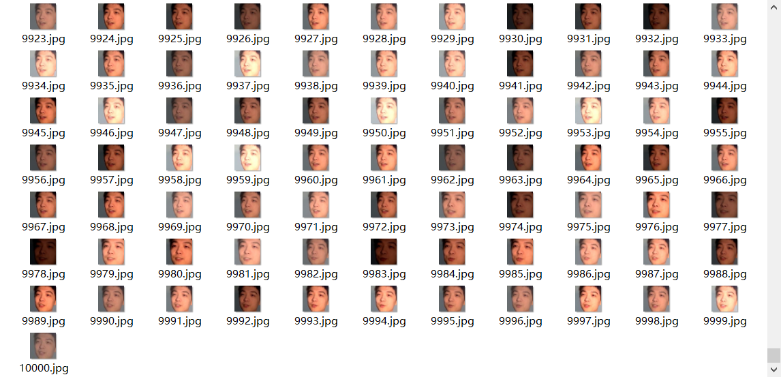 9923.jpg 9924.jpg 9925.jpg 9926.jpg 9927.jpg 9928.jpg 9929.jpg 9930.jpg 9931.jpg 9932.jpg 9933.jpg
9934.jpg 9935.jpg 9936.jpg 9937.jpg 9938.jpg 9939.jpg 9940.jpg 9941.jpg 9942.jpg 9943.jpg 9944.jpg
9945.jpg 9946.jpg 9947.jpg 9948.jpg 9949.jpg 9950.jpg 9951.jpg 9952.jpg 9953.jpg 9954.jpg 9955.jpg
9956.jpg 9957.jpg 9958.jpg 9959.jpg 9960.jpg 9961.jpg 9962.jpg 9963.jpg 9964.jpg 9965.jpg 9966.jpg
9967.jpg 9968.jpg 9969.jpg 9970.jpg 9971.jpg 9972.jpg 9973.jpg 9974.jpg 9975.jpg 9976.jpg 9977.jpg
9978.jpg 9979.jpg 9980.jpg 9981.jpg 9982.jpg 9983.jpg 9984.jpg 9985.jpg 9986.jpg 9987.jpg 9988.jpg
9989.jpg 9990.jpg 9991.jpg 9992.jpg 9993.jpg 9994.jpg 9995.jpg 9996.jpg 9997.jpg 9998.jpg 9999.jpg
10000.jpg